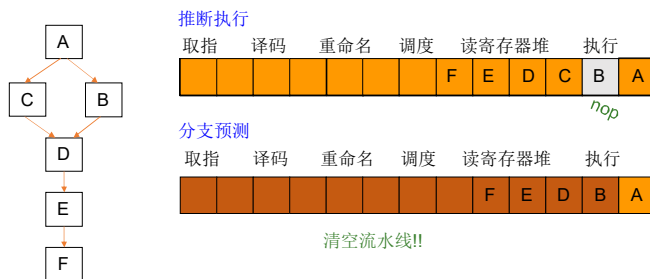 A
C B
D
E
F
推断执行
取指 译码 重命名 调度 读寄存器堆 执行
F E D C B A
nop
分支预测
取指 译码 重命名 调度 读寄存器堆 执行
F E D B A
清空流水线!!